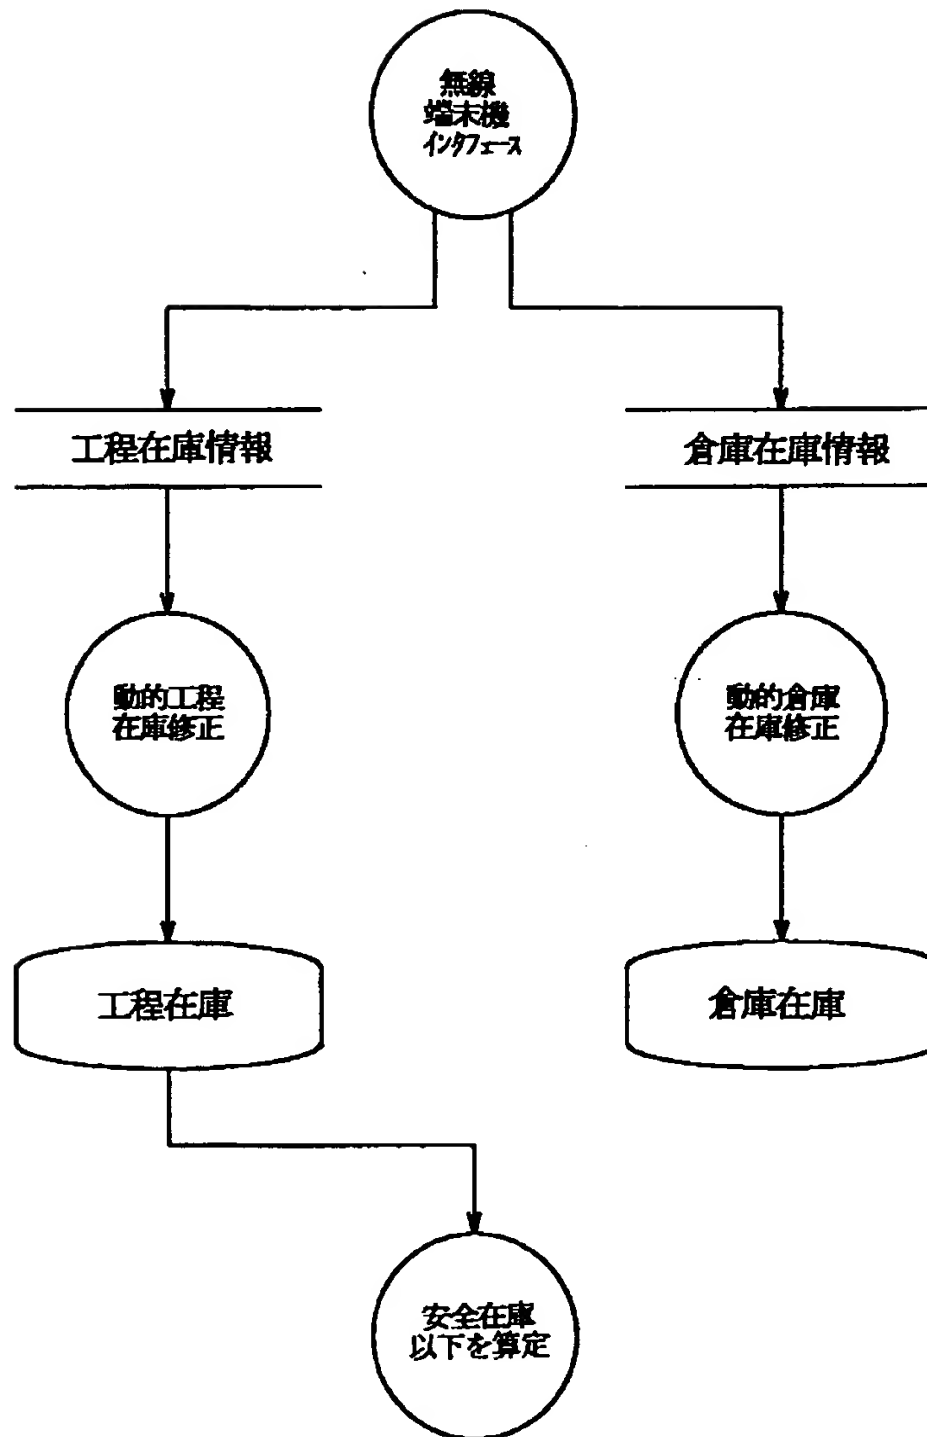 無線
端末機
インタフェース
工程在庫情報
倉庫在庫情報
動的工程
在庫修正
動的倉庫
在庫修正
工程在庫
倉庫在庫
安全在庫
以下を算定